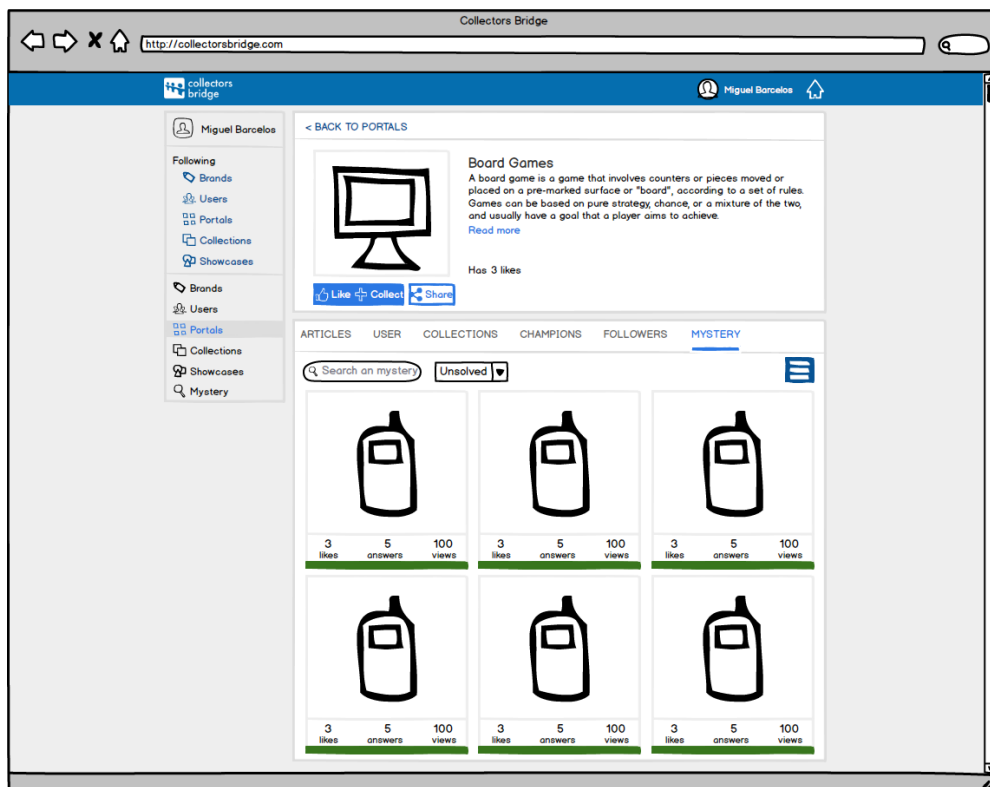 Collectors Bridge
http://collectorsbridge.com
collectors
bridge
Miguel Barcelos
Miguel Barcelos
Following
Brands
Users
Portals
Collections
Showcases
Brands
Users
Portals
Collections
Showcases
Mystery
< BACK TO PORTALS
Board Games
A board game is a game that involves counters or pieces moved or
placed on a pre-marked surface or "board", according to a set of rules.
Games can be based on pure strategy, chance, or a mixture of the two,
and usually have a goal that a player aims to achieve.
Read more
Has 3 likes
Like Collect Share
ARTICLES USER COLLECTIONS CHAMPIONS FOLLOWERS MYSTERY
Search an mystery Unsolved
3 5 100 3 5 100 3 5 100
likes answers views likes answers views likes answers views
3 5 100 3 5 100 3 5 100
likes answers views likes answers views likes answers views